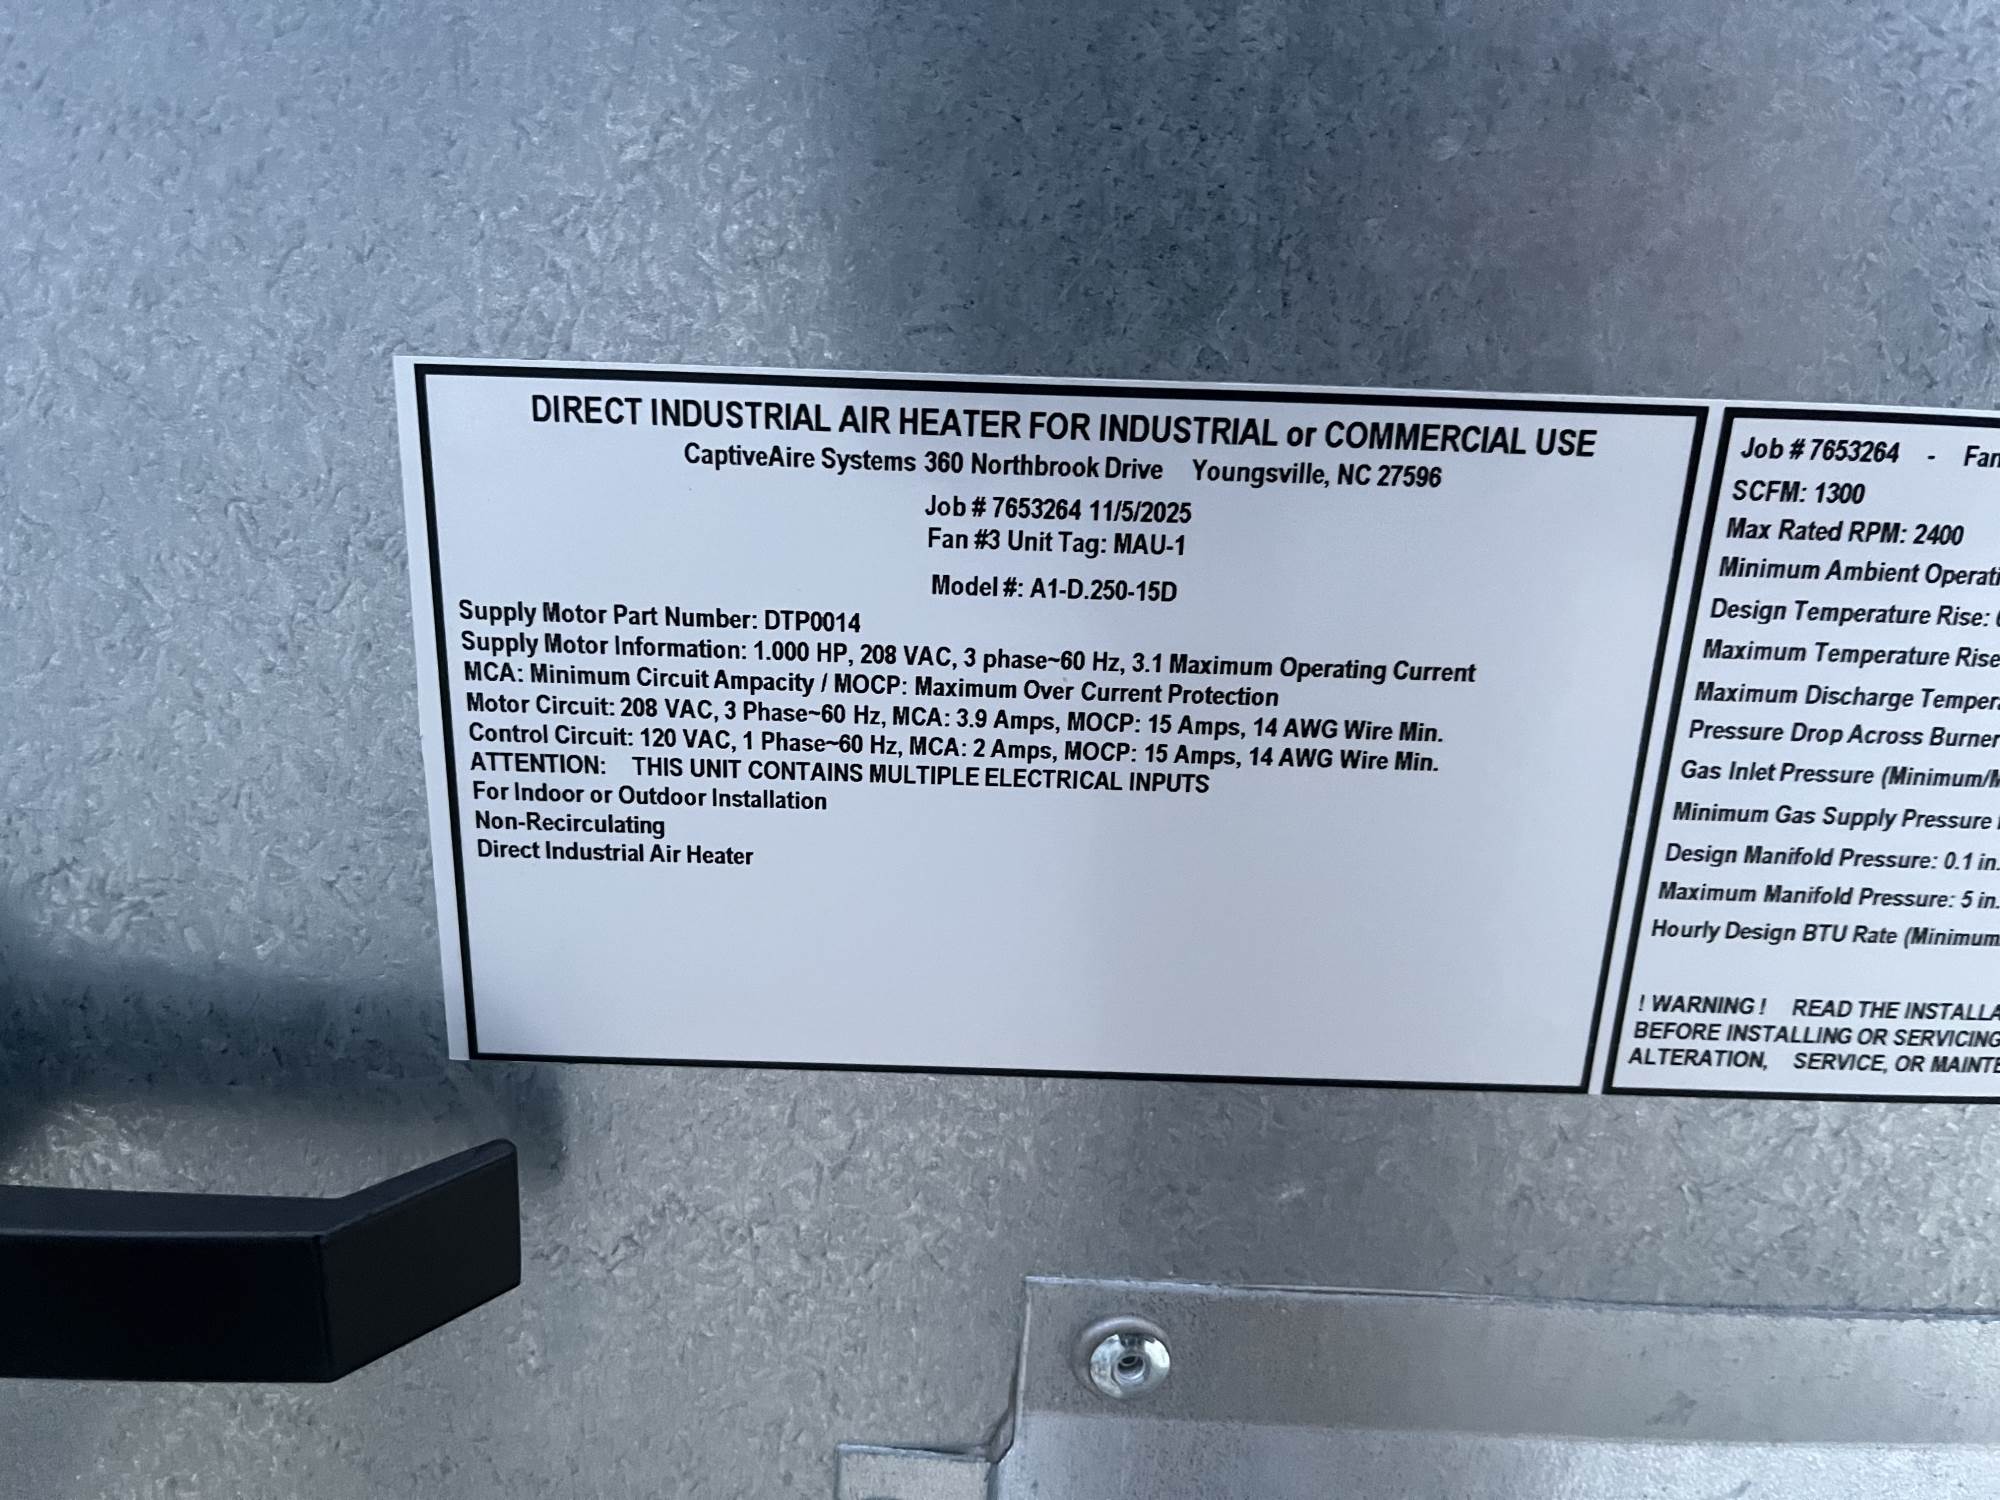 DIRECT INDUSTRIAL AIR HEATER FOR INDUSTRIAL or COMMERCIAL USE
CaptiveAire Systems 360 Northbrook Drive Youngsville, NC 27596
Job # 7653264 11/5/2025
Fan #3 Unit Tag: MAU-1
Model #: A1-D.250-15D
Supply Motor Part Number: DTP0014
Supply Motor Information: 1.000 HP, 208 VAC, 3 phase~60 Hz, 3.1 Maximum Operating Current
MCA: Minimum Circuit Ampacity / MOCP: Maximum Over Current Protection
Motor Circuit: 208 VAC, 3 Phase~60 Hz, MCA: 3.9 Amps, MOCP: 15 Amps, 14 AWG Wire Min.
Control Circuit: 120 VAC, 1 Phase~60 Hz, MCA: 2 Amps, MOCP: 15 Amps, 14 AWG Wire Min.
ATTENTION: THIS UNIT CONTAINS MULTIPLE ELECTRICAL INPUTS
For Indoor or Outdoor Installation
Non-Recirculating
Direct Industrial Air Heater
Job # 7653264 - Fan
SCFM: 1300
Max Rated RPM: 2400
Minimum Ambient Operati
Design Temperature Rise:
Maximum Temperature Rise
Maximum Discharge Tempera
Pressure Drop Across Burner
Gas Inlet Pressure (Minimum/M
Minimum Gas Supply Pressure
Design Manifold Pressure: 0.1 in.
Maximum Manifold Pressure: 5 in.
Hourly Design BTU Rate (Minimum
! WARNING ! READ THE INSTALLA
BEFORE INSTALLING OR SERVICING
ALTERATION, SERVICE, OR MAINTE